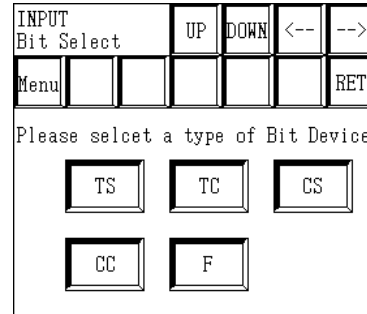 INPUT
Bit Select
UP DOWN <-- -->
Menu RET
Please selcet a type of Bit Device
TS TC CS
CC F